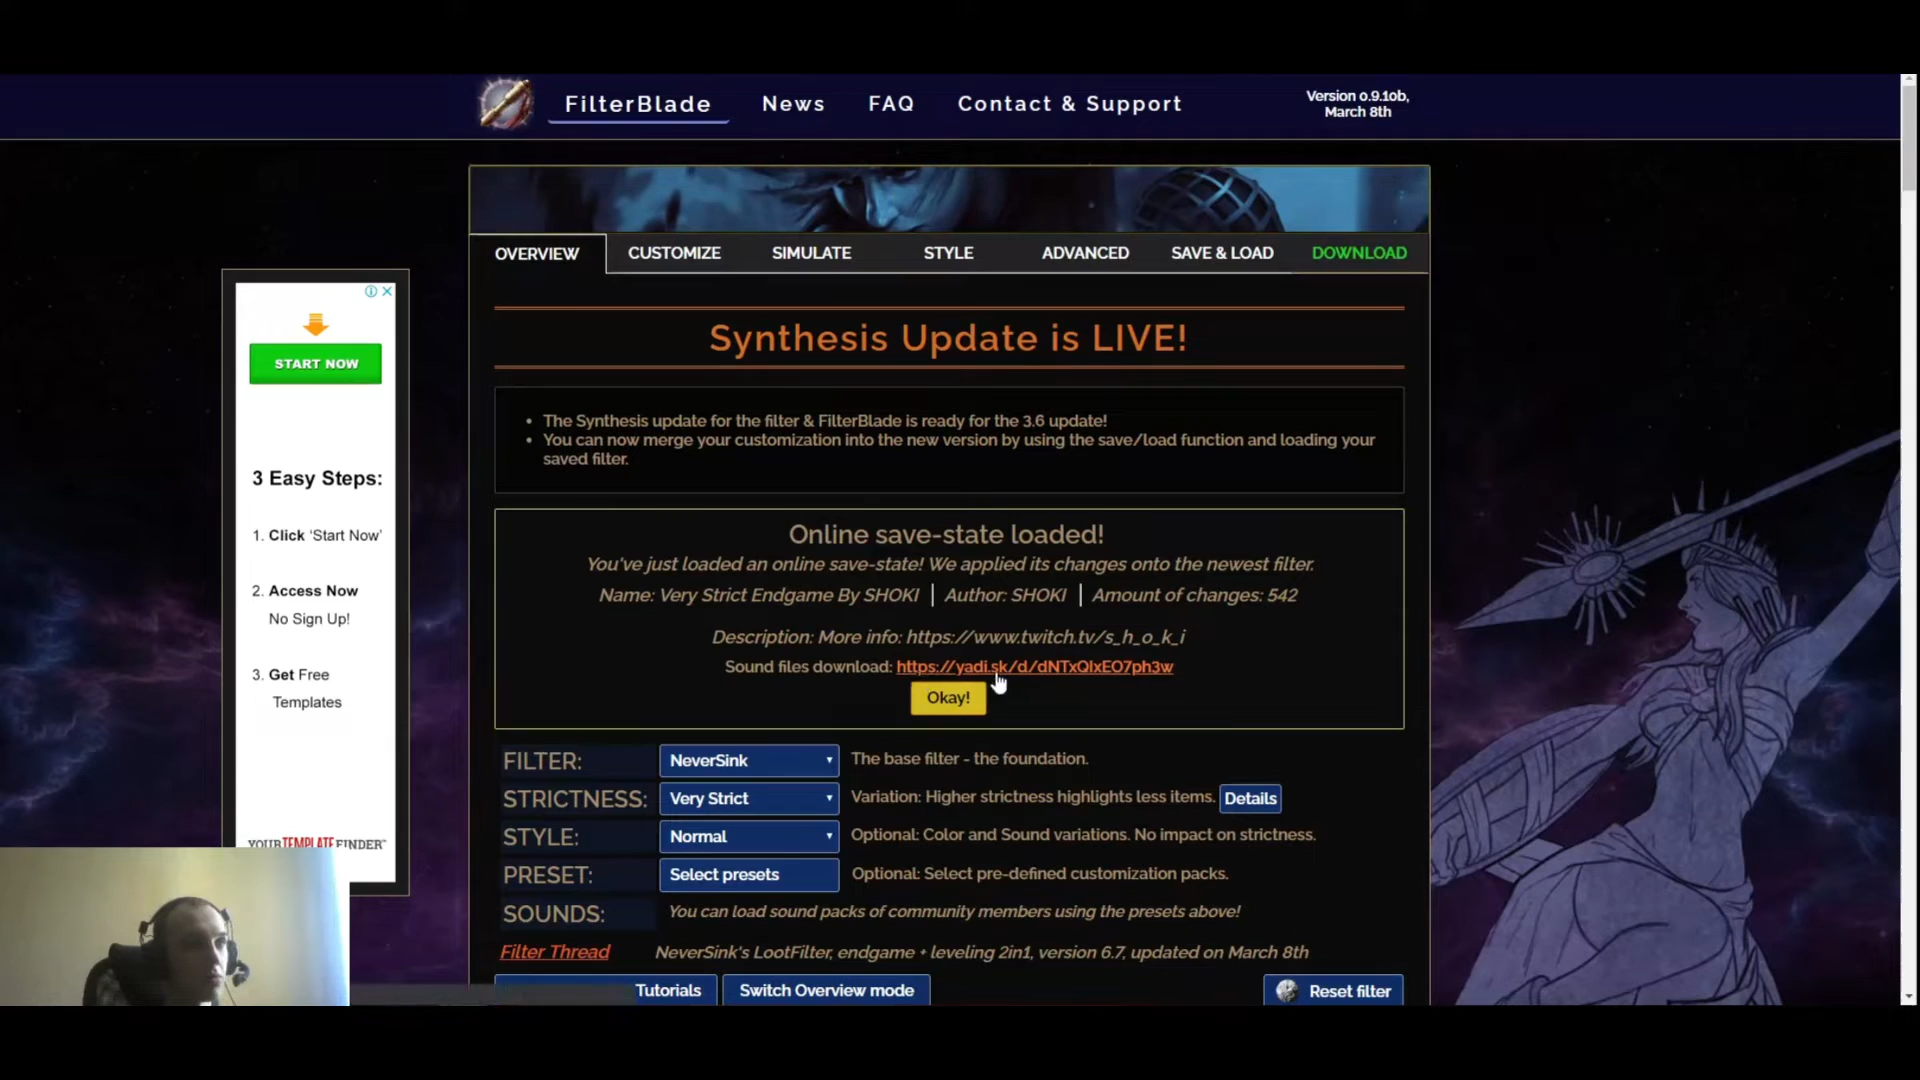 FilterBlade
News
FAQ
Contact & Support
Version 0.9.10b,
March 8th
OVERVIEW
CUSTOMIZE
SIMULATE
STYLE
ADVANCED
SAVE & LOAD
DOWNLOAD
START NOW
3 Easy Steps:
1. Click 'Start Now'
2. Access Now
No Sign Up!
3. Get Free
Templates
YOURTEMPLATEFINDER™
Synthesis Update is LIVE!
• The Synthesis update for the filter & FilterBlade is ready for the 3.6 update!
• You can now merge your customization into the new version by using the save/load function and loading your
saved filter.
Online save-state loaded!
You've just loaded an online save-state! We applied its changes onto the newest filter.
Name: Very Strict Endgame By SHOKI | Author: SHOKI | Amount of changes: 542
Description: More info: https://www.twitch.tv/s_h_o_k_i
Sound files download: https://yadi.sk/d/dNTxQIxEO7ph3w
Okay!
FILTER: NeverSink The base filter - the foundation.
STRICTNESS: Very Strict Variation: Higher strictness highlights less items. Details
STYLE: Normal Optional: Color and Sound variations. No impact on strictness.
PRESET: Select presets Optional: Select pre-defined customization packs.
SOUNDS: You can load sound packs of community members using the presets above!
Filter Thread NeverSink's LootFilter, endgame + leveling 2in1, version 6.7, updated on March 8th
Tutorials Switch Overview mode Reset filter